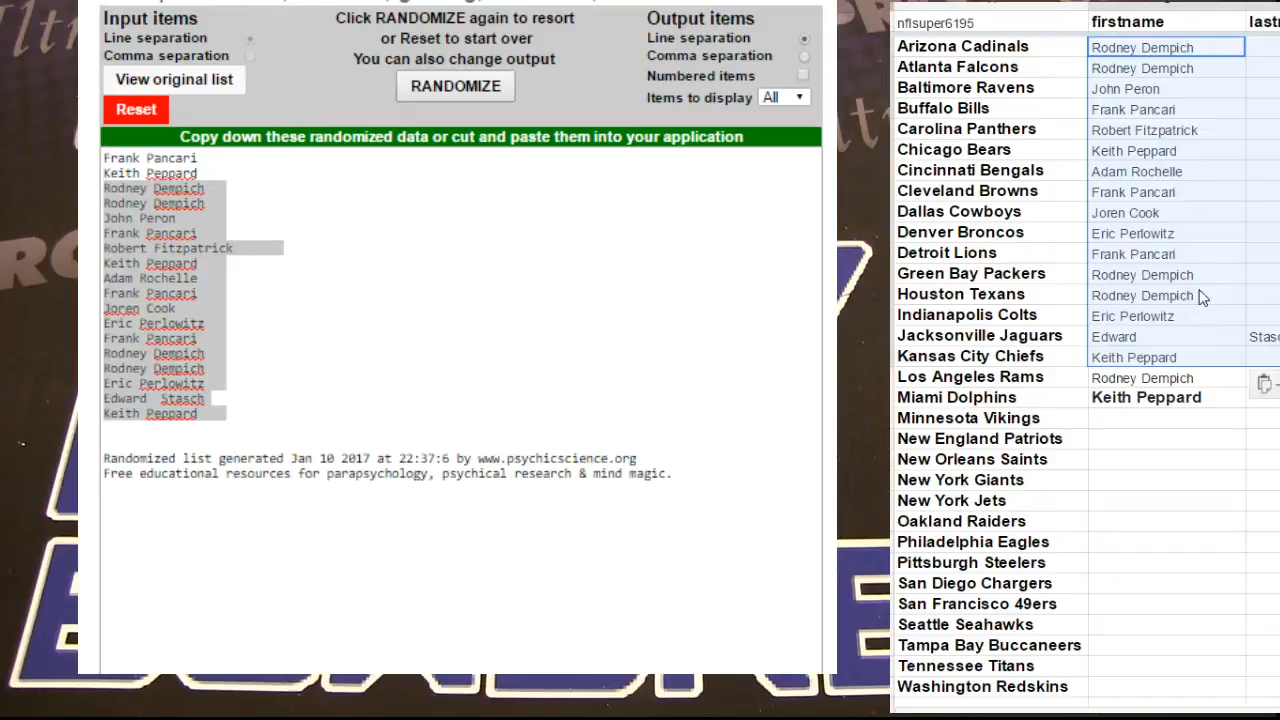 Input items
Click RANDOMIZE again to resort
Output items
Line separation
or Reset to start over
Line separation
Comma separation
You can also change output
Comma separation
View original list
RANDOMIZE
Numbered items
Items to display All
Reset
Copy down these randomized data or cut and paste them into your application
Frank Pancari
Keith Peppard
Rodney Dempich
Rodney Dempich
John Peron
Frank Pancari
Robert Fitzpatrick
Keith Peppard
Adam Rochelle
Frank Pancari
Joren Cook
Eric Perlowitz
Frank Pancari
Rodney Dempich
Rodney Dempich
Eric Perlowitz
Edward Stasch
Keith Peppard
Randomized list generated Jan 10 2017 at 22:37:6 by www.psychicscience.org
Free educational resources for parapsychology, psychical research & mind magic.
nflsuper6195 firstname
Arizona Cadinals Rodney Dempich
Atlanta Falcons Rodney Dempich
Baltimore Ravens John Peron
Buffalo Bills Frank Pancari
Carolina Panthers Robert Fitzpatrick
Chicago Bears Keith Peppard
Cincinnati Bengals Adam Rochelle
Cleveland Browns Frank Pancari
Dallas Cowboys Joren Cook
Denver Broncos Eric Perlowitz
Detroit Lions Frank Pancari
Green Bay Packers Rodney Dempich
Houston Texans Rodney Dempich
Indianapolis Colts Eric Perlowitz
Jacksonville Jaguars Edward Stasc
Kansas City Chiefs Keith Peppard
Los Angeles Rams Rodney Dempich
Miami Dolphins Keith Peppard
Minnesota Vikings
New England Patriots
New Orleans Saints
New York Giants
New York Jets
Oakland Raiders
Philadelphia Eagles
Pittsburgh Steelers
San Diego Chargers
San Francisco 49ers
Seattle Seahawks
Tampa Bay Buccaneers
Tennessee Titans
Washington Redskins